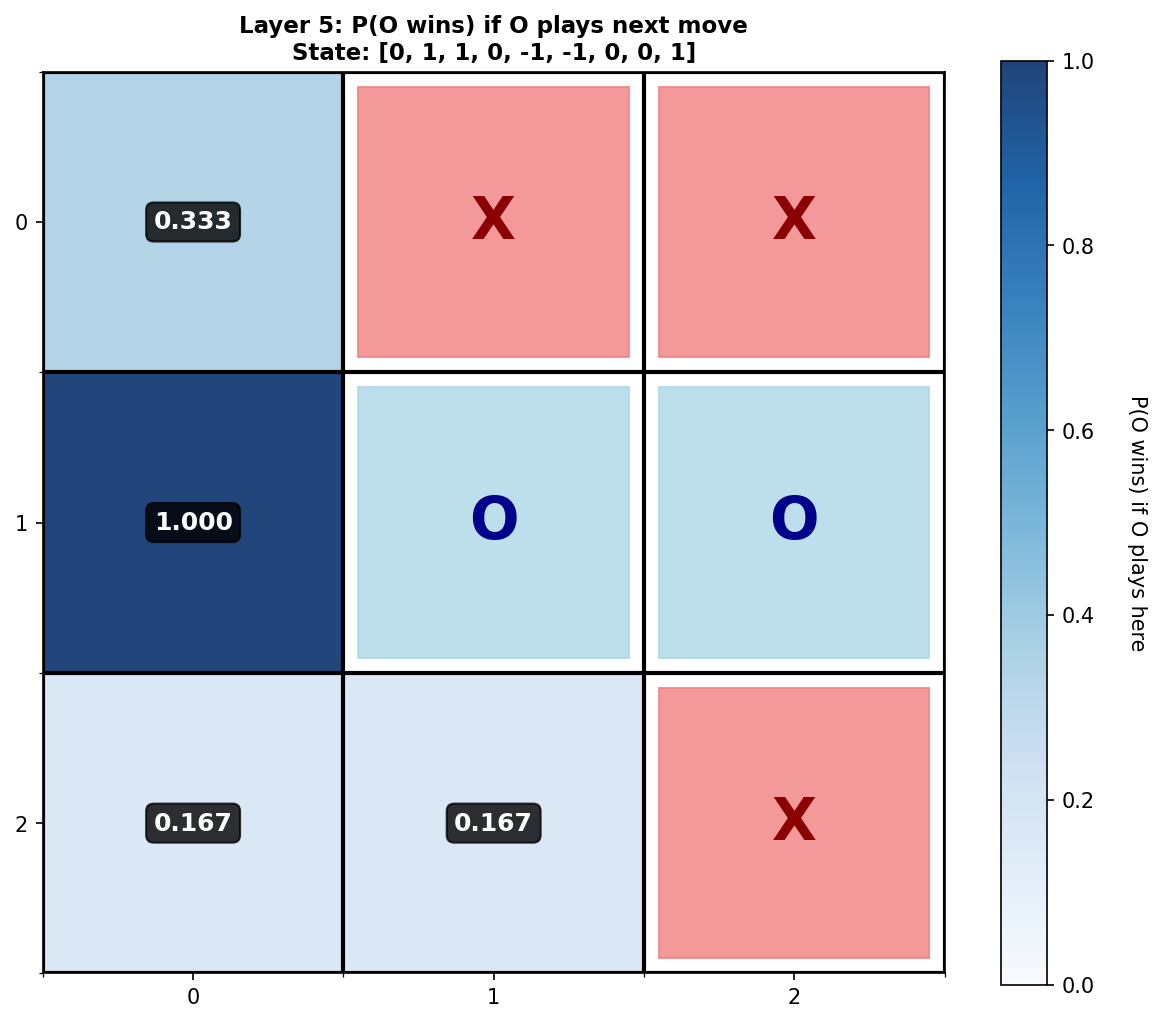 Layer 5: P(O wins) if O plays next move
State: [0, 1, 1, 0, -1, -1, 0, 0, 1]
0
0.333
X
X
1
1.000
O
O
2
0.167
0.167
X
0
1
2
1.0
0.8
0.6
0.4
0.2
0.0
P(O wins) if O plays here